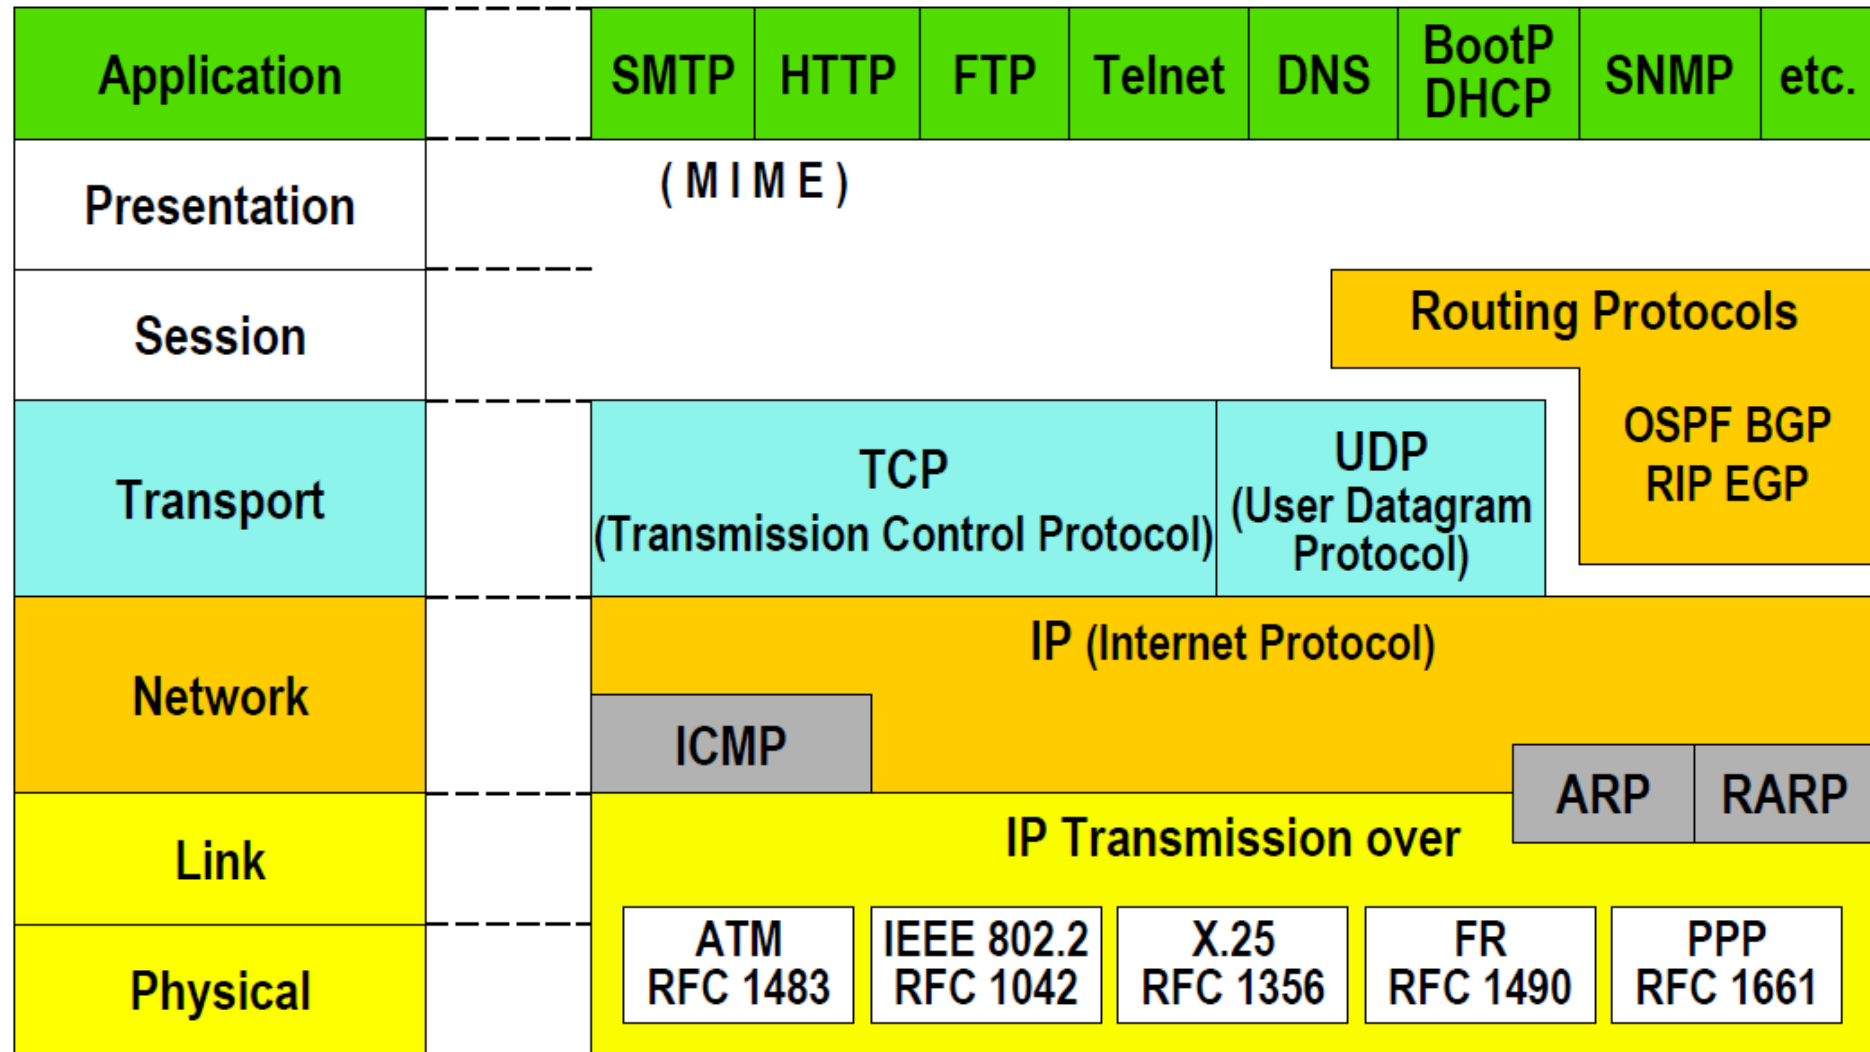 Application
SMTP HTTP FTP Telnet DNS BootP DHCP SNMP etc.
Presentation
( M I M E )
Session
Routing Protocols
OSPF BGP
RIP EGP
Transport
TCP
(Transmission Control Protocol)
UDP
(User Datagram
Protocol)
Network
IP (Internet Protocol)
ICMP
ARP RARP
Link
IP Transmission over
Physical
ATM
RFC 1483
IEEE 802.2
RFC 1042
X.25
RFC 1356
FR
RFC 1490
PPP
RFC 1661